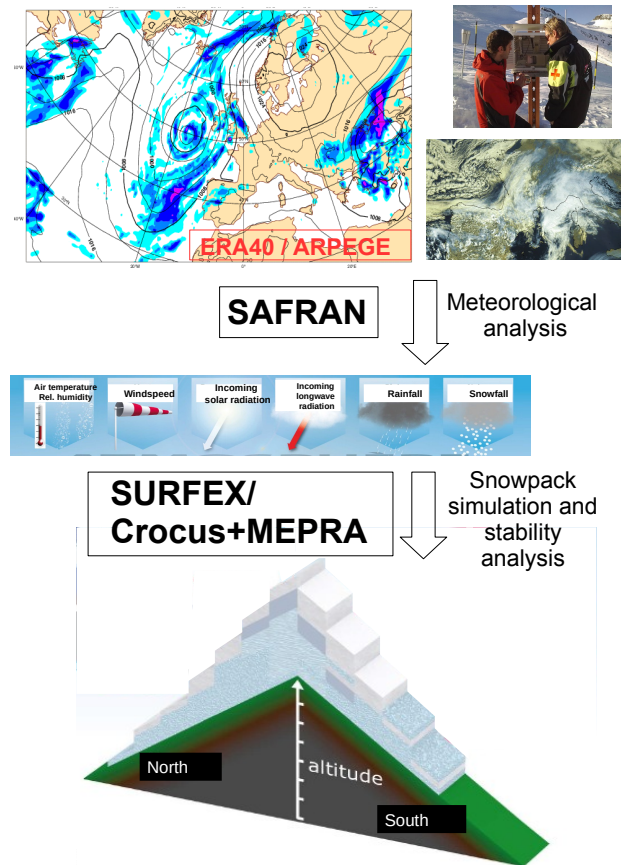 ERA40 / ARPEGE
SAFRAN
Meteorological
analysis
Air temperature
Rel. humidity
Windspeed
Incoming
solar radiation
Incoming
longwave
radiation
Rainfall
Snowfall
SURFEX/
Crocus+MEPRA
Snowpack
simulation and
stability
analysis
North
altitude
South